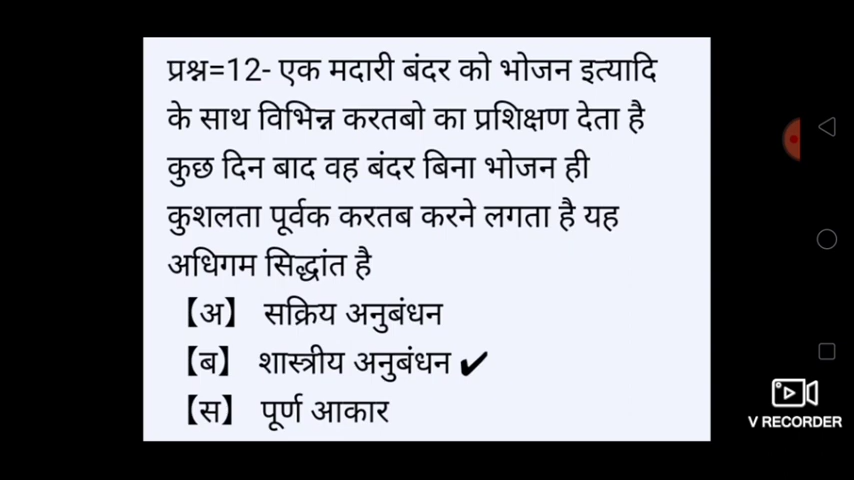 प्रश्न=12- एक मदारी बंदर को भोजन इत्यादि
के साथ विभिन्न करतबो का प्रशिक्षण देता है
कुछ दिन बाद वह बंदर बिना भोजन ही
कुशलता पूर्वक करतब करने लगता है यह
अधिगम सिद्धांत है
【अ】 सक्रिय अनुबंधन
【ब】 शास्त्रीय अनुबंधन ✔
【स】 पूर्ण आकार
V RECORDER